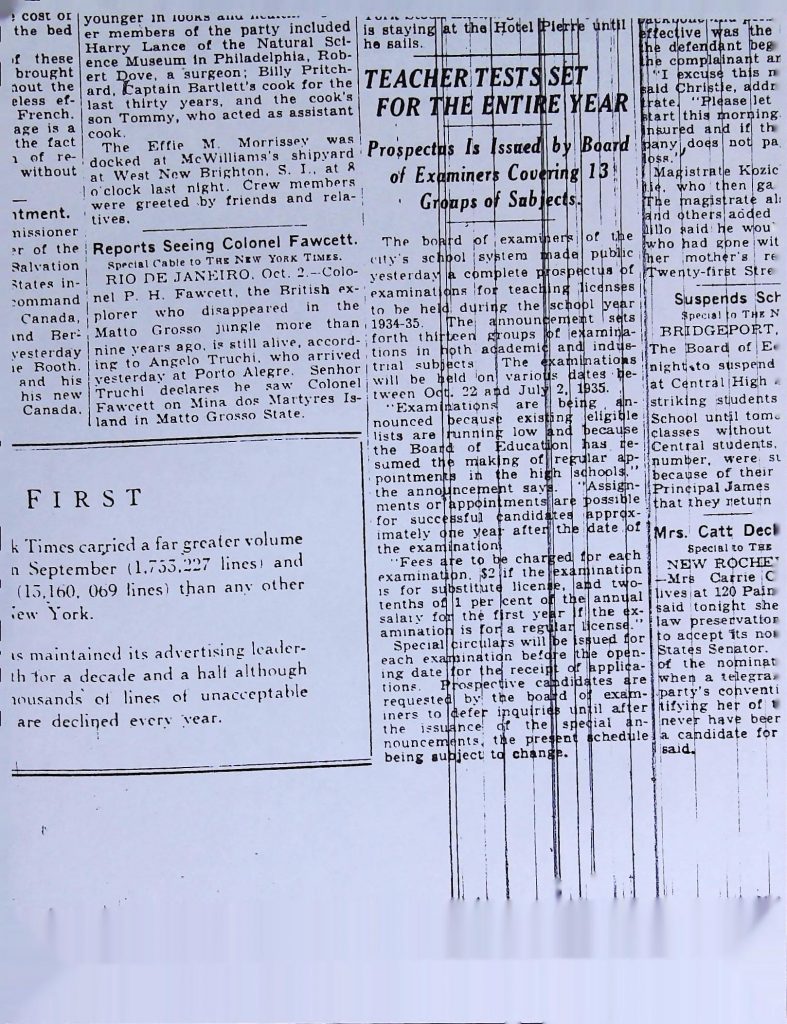 cost or
the bed
of these
brought
hout the
eless ef-
French.
age is a
the fact
of re-
without
ntment.
missioner
er of the
Salvation
States in-
command
Canada,
and Ber-
yesterday
le Booth.
and his
his new
Canada.
younger in looks and
er members of the party included
Harry Lance of the Natural Sci-
ence Museum in Philadelphia, Rob-
ert Dove, a surgeon; Billy Pritch-
ard, Captain Bartlett's cook for the
last thirty years, and the cook's
son Tommy, who acted as assistant
cook.
The Effie M. Morrissey was
docked at McWilliams's shipyard
at West New Brighton, S. I., at 8
o'clock last night. Crew members
were greeted by friends and rela-
tives.
Reports Seeing Colonel Fawcett.
Special Cable to THE NEW YORK TIMES.
RIO DE JANEIRO, Oct. 2.—Colo-
nel P. H. Fawcett, the British ex-
plorer who disappeared in the
Matto Grosso jungle more than
nine years ago, is still alive, accord-
ing to Angelo Truchi, who arrived
yesterday at Porto Alegre. Senhor
Truchi declares he saw Colonel
Fawcett on Mina dos Martyres Is-
land in Matto Grosso State.
FIRST
k Times carried a far greater volume
n September (1,753,227 lines) and
(15,160, 069 lines) than any other
ew York.
as maintained its advertising leader-
th for a decade and a half although
housands of lines of unacceptable
are declined every year.
is staying at the Hotel Pierre until
he sails.
TEACHER TESTS SET
FOR THE ENTIRE YEAR
Prospectus Is Issued by Board
of Examiners Covering 13
Groups of Subjects.
The board of examiners of the
city's school system made public
yesterday a complete prospectus of
examinations for teaching licenses
to be held during the school year
1934-35. The announcement sets
forth thirteen groups of examina-
tions in both academic and indus-
trial subjects. The examinations
will be held on various dates be-
tween Oct. 22 and July 2, 1935.
"Examinations are being an-
nounced because existing eligible
lists are running low and because
the Board of Education has re-
sumed the making of regular ap-
pointments in the high schools,"
the announcement says. "Assign-
ments or appointments are possible
for successful candidates approx-
imately one year after the date of
the examination.
"Fees are to be charged for each
examination, $2 if the examination
is for substitute license, and two-
tenths of 1 per cent of the annual
salary for the first year if the ex-
amination is for a regular license."
Special circulars will be issued for
each examination before the open-
ing date for the receipt of applica-
tions. Prospective candidates are
requested by the board of exam-
iners to defer inquiries until after
the issuance of the special an-
nouncements, the present schedule
being subject to change.
effective was the
the defendant beg
the complainant ar
"I excuse this m
said Christie, addr
trate. "Please let
start this morning
insured and if th
pany does not pa
loss."
Magistrate Kozic
tie, who then ga
The magistrate al
and others added
lillo said he wou
who had gone wit
her mother's re
Twenty-first Stre
Suspends Sch
Special to THE N
BRIDGEPORT,
The Board of E
night to suspend
at Central High
striking students
School until tom
classes without
Central students,
number, were st
because of their
Principal James
that they return
Mrs. Catt Decl
Special to THE
NEW ROCHE
—Mrs Carrie C
lives at 120 Pain
said tonight she
law preservation
to accept its no
States Senator.
of the nominat
when a telegra
party's conventi
tifying her of
never have beer
a candidate for
said.